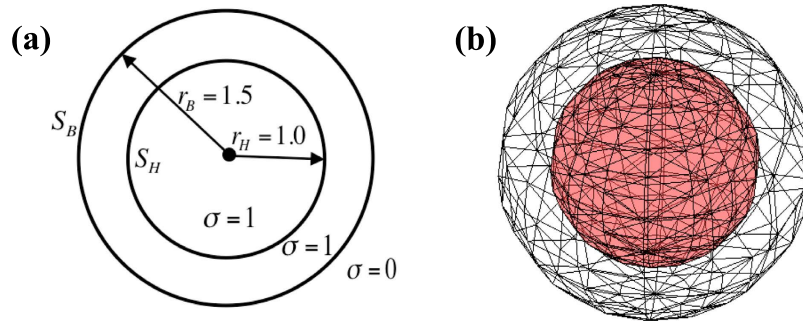 (a)
(b)
r_B = 1.5
S_B
r_H = 1.0
S_H
σ = 1
σ = 1
σ = 0